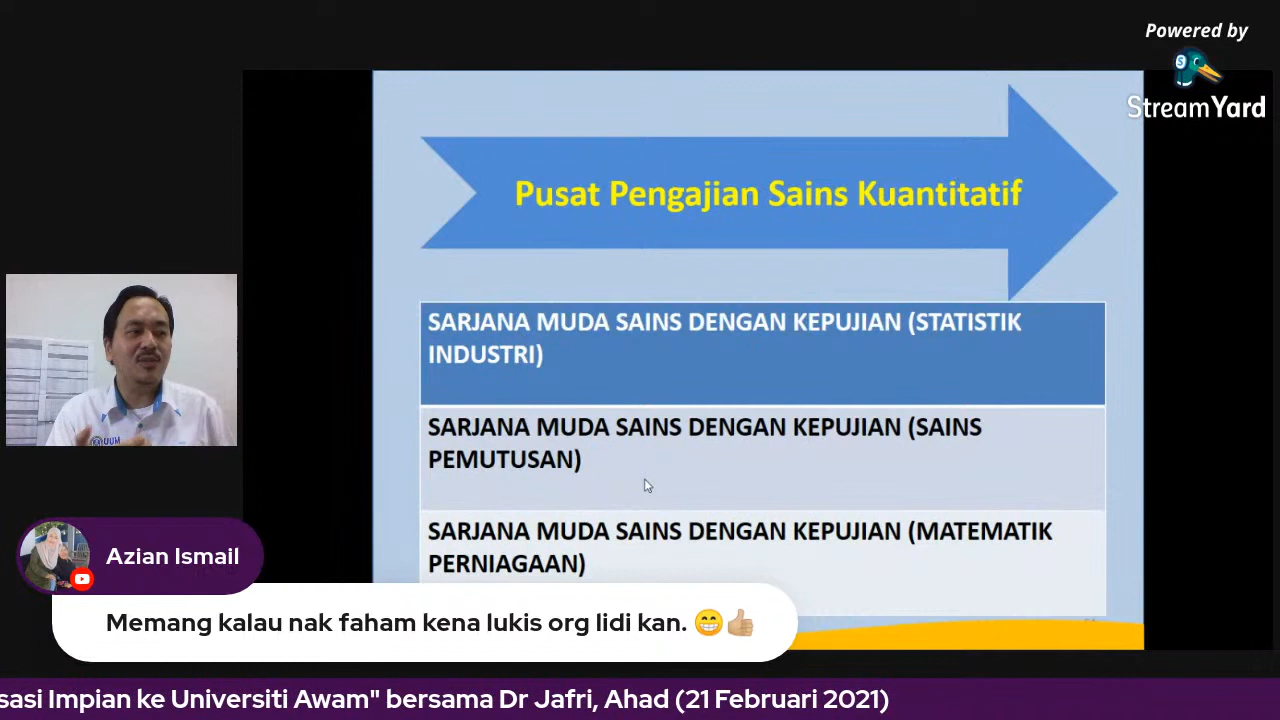 Powered by
StreamYard
Pusat Pengajian Sains Kuantitatif
SARJANA MUDA SAINS DENGAN KEPUJIAN (STATISTIK
INDUSTRI)
SARJANA MUDA SAINS DENGAN KEPUJIAN (SAINS
PEMUTUSAN)
SARJANA MUDA SAINS DENGAN KEPUJIAN (MATEMATIK
PERNIAGAAN)
UUM
Azian Ismail
Memang kalau nak faham kena lukis org lidi kan. 😁👍🏼
sasi Impian ke Universiti Awam" bersama Dr Jafri, Ahad (21 Februari 2021)